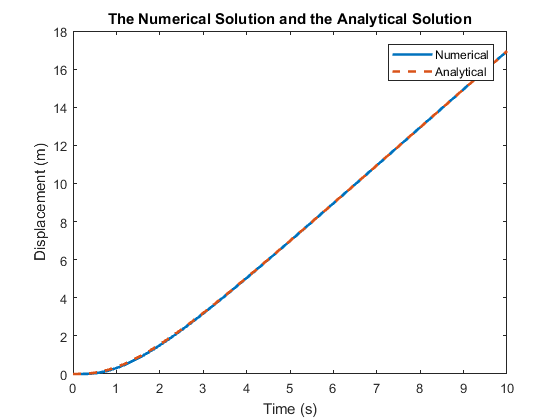 The Numerical Solution and the Analytical Solution
18
16
14
12
10
8
6
4
2
0
Displacement (m)
Numerical
Analytical
0 1 2 3 4 5 6 7 8 9 10
Time (s)